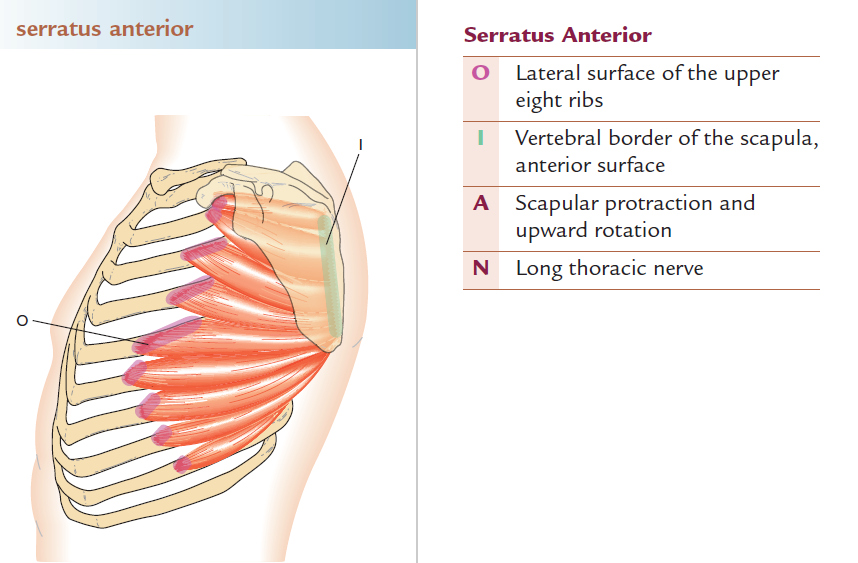 serratus anterior
I
O
Serratus Anterior
O Lateral surface of the upper
eight ribs
I Vertebral border of the scapula,
anterior surface
A Scapular protraction and
upward rotation
N Long thoracic nerve